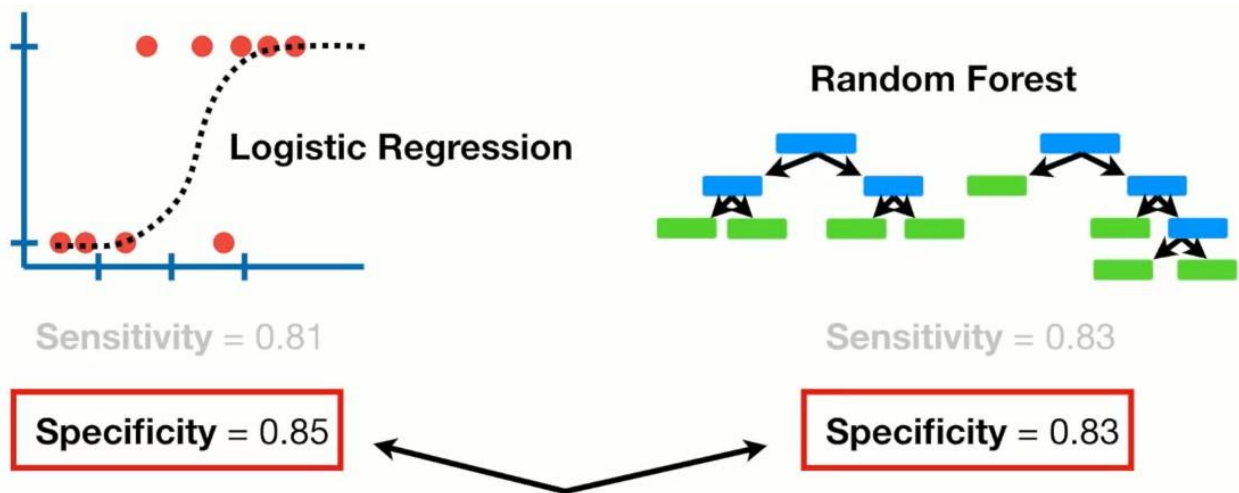 Random Forest
Logistic Regression
Sensitivity = 0.81
Sensitivity = 0.83
Specificity = 0.85
Specificity = 0.83